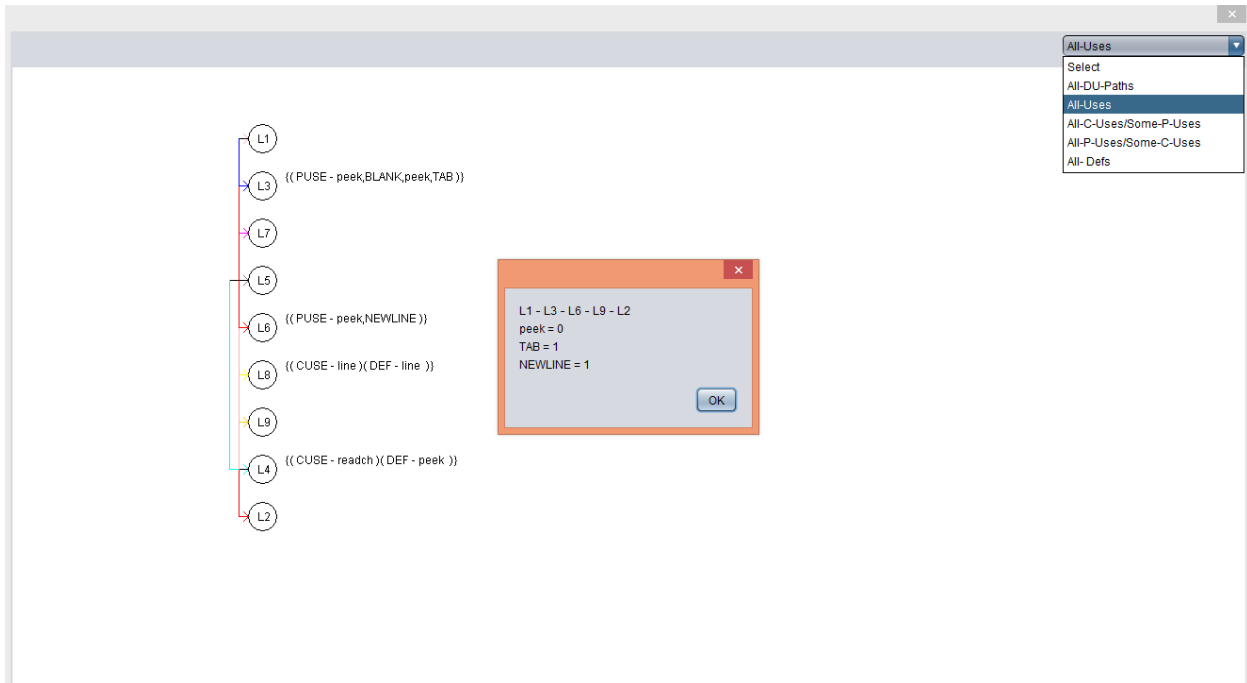 All-Uses
Select
All-DU-Paths
All-Uses
All-C-Uses/Some-P-Uses
All-P-Uses/Some-C-Uses
All- Defs
L1
L3 {( PUSE - peek,BLANK,peek,TAB )}
L7
L5
L6 {( PUSE - peek,NEWLINE )}
L8 {( CUSE - line )( DEF - line )}
L9
L4 {( CUSE - readch )( DEF - peek )}
L2
L1 - L3 - L6 - L9 - L2
peek = 0
TAB = 1
NEWLINE = 1
OK